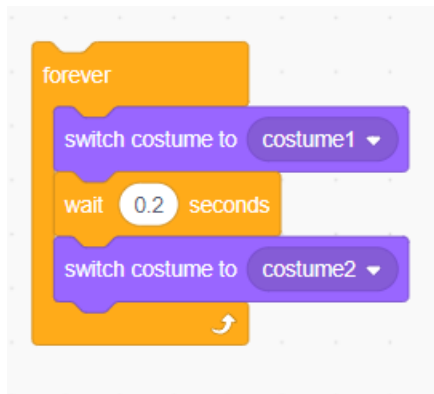 forever
switch costume to costume1
wait 0.2 seconds
switch costume to costume2